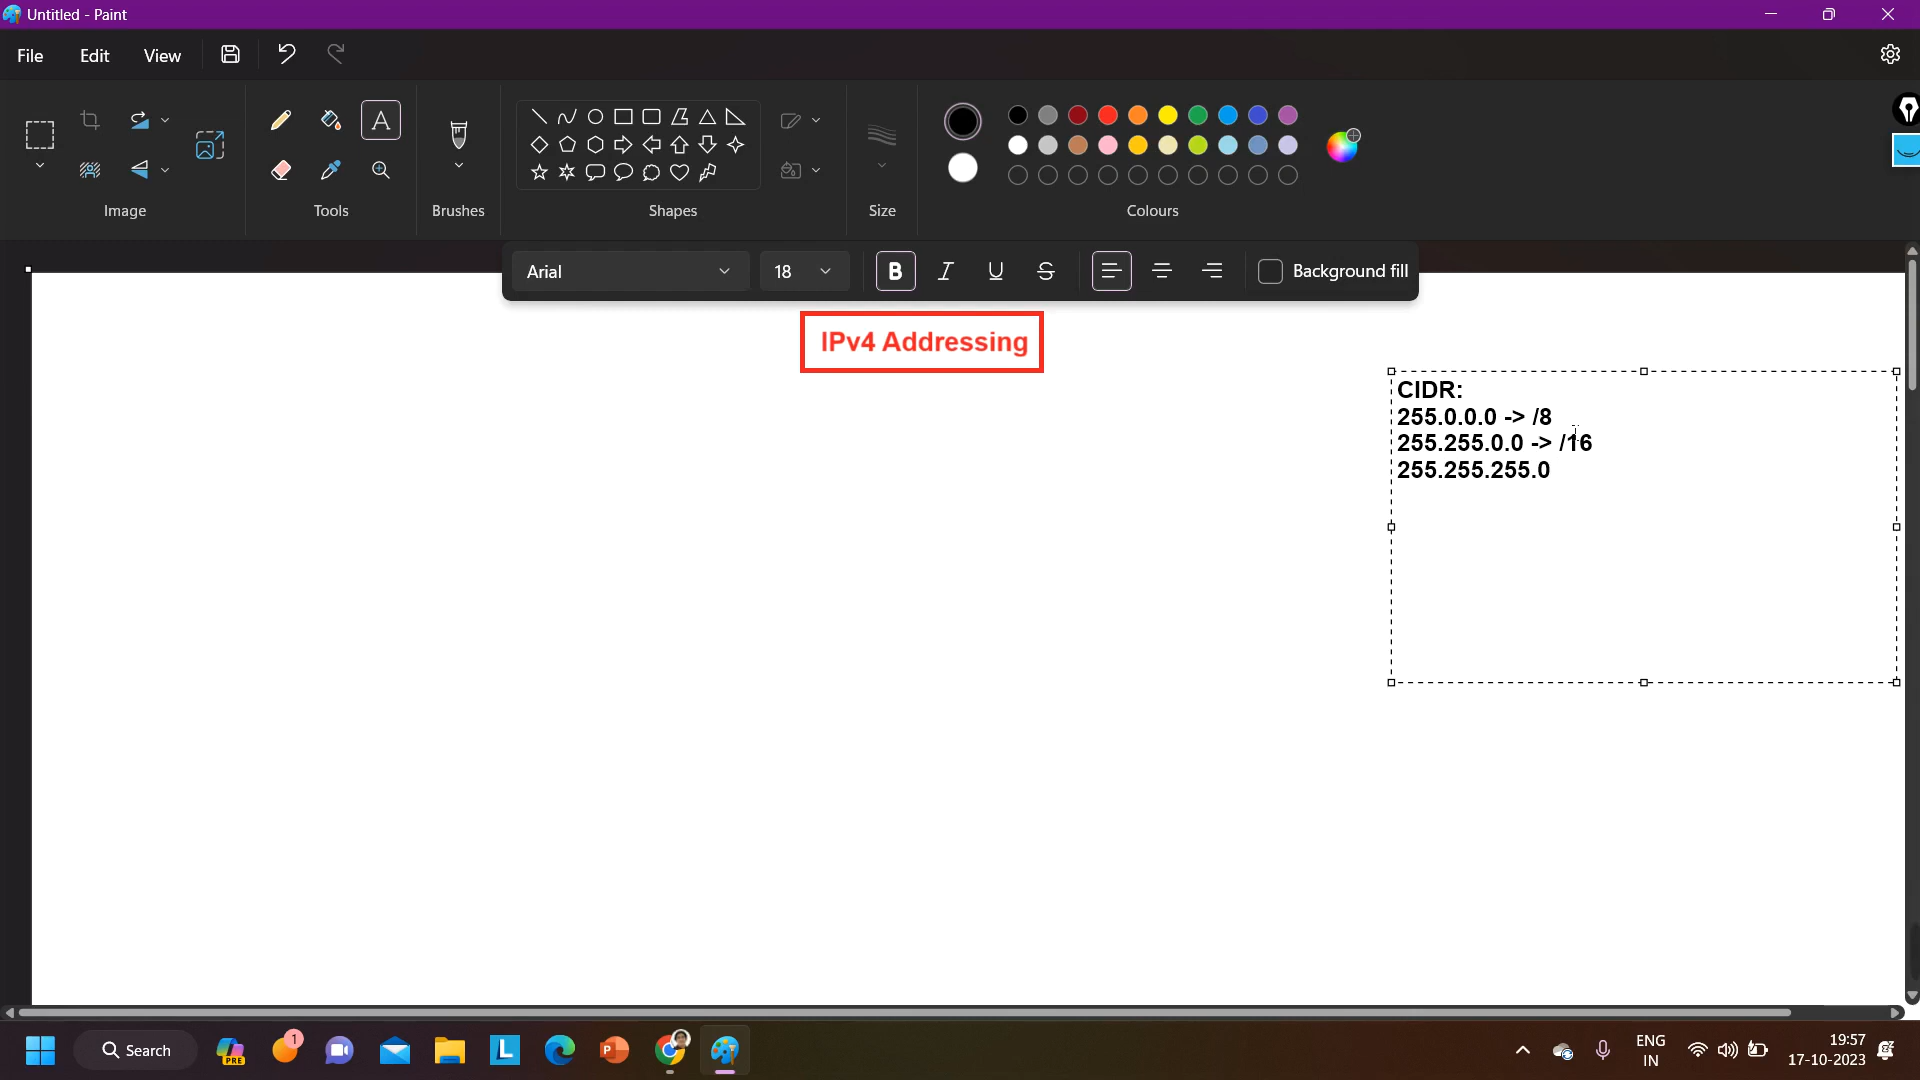 Untitled - Paint
File Edit View
Image Tools Brushes Shapes Size Colours
Arial 18 B I U S Background fill
IPv4 Addressing
CIDR:
255.0.0.0 -> /8
255.255.0.0 -> /16
255.255.255.0
Search
PRE
1
L
P
ENG
IN
19:57
17-10-2023